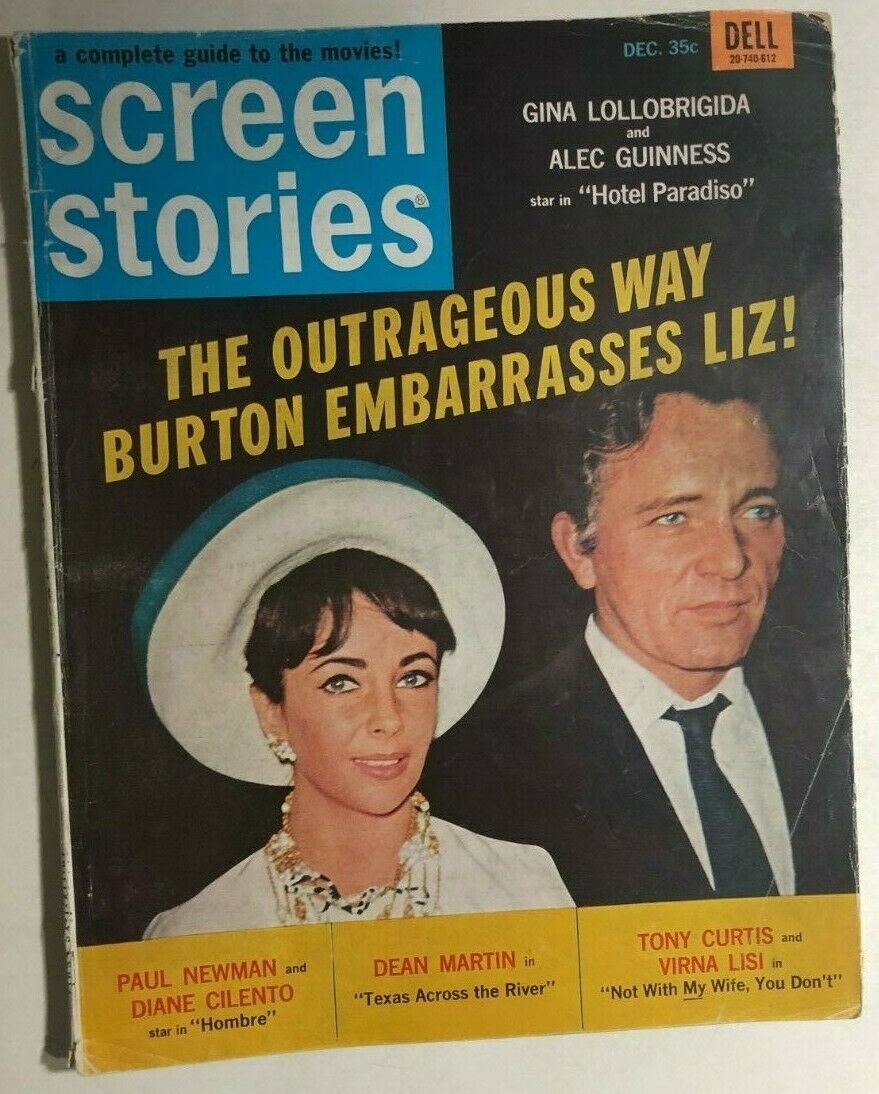 a complete guide to the movies!
screen
stories®
DEC. 35c
DELL
20-740-612
GINA LOLLOBRIGIDA
and
ALEC GUINNESS
star in "Hotel Paradiso"
THE OUTRAGEOUS WAY
BURTON EMBARRASSES LIZ!
PAUL NEWMAN and
DIANE CILENTO
star in "Hombre"
DEAN MARTIN in
"Texas Across the River"
TONY CURTIS and
VIRNA LISI in
"Not With My Wife, You Don't"